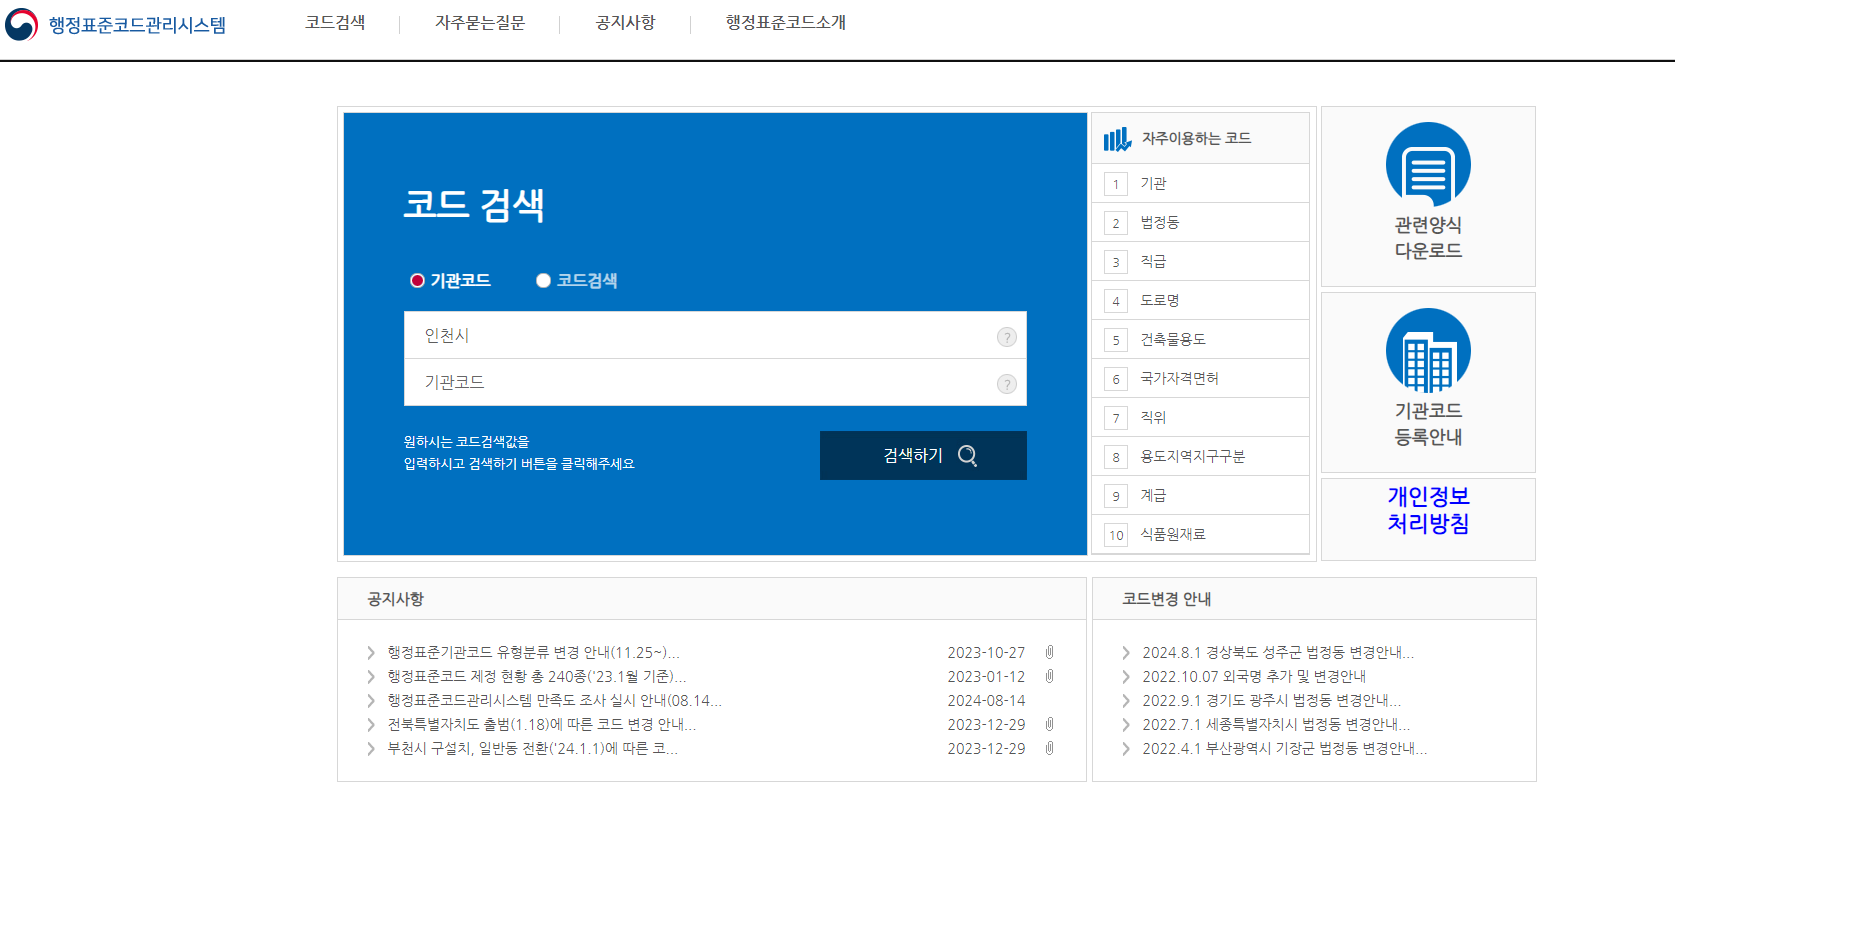 행정표준코드관리시스템
코드검색
자주묻는질문
공지사항
행정표준코드소개
코드 검색
기관코드
코드검색
인천시
?
기관코드
?
원하시는 코드검색값을
입력하시고 검색하기 버튼을 클릭해주세요
검색하기
자주이용하는 코드
1 기관
2 법정동
3 직급
4 도로명
5 건축물용도
6 국가자격면허
7 직위
8 용도지역지구구분
9 계급
10 식품원재료
관련양식
다운로드
기관코드
등록안내
개인정보
처리방침
공지사항
행정표준기관코드 유형분류 변경 안내(11.25~)... 2023-10-27
행정표준코드 제정 현황 총 240종('23.1월 기준)... 2023-01-12
행정표준코드관리시스템 만족도 조사 실시 안내(08.14... 2024-08-14
전북특별자치도 출범(1.18)에 따른 코드 변경 안내... 2023-12-29
부천시 구설치, 일반동 전환('24.1.1)에 따른 코... 2023-12-29
코드변경 안내
2024.8.1 경상북도 성주군 법정동 변경안내...
2022.10.07 외국명 추가 및 변경안내
2022.9.1 경기도 광주시 법정동 변경안내...
2022.7.1 세종특별자치시 법정동 변경안내...
2022.4.1 부산광역시 기장군 법정동 변경안내...